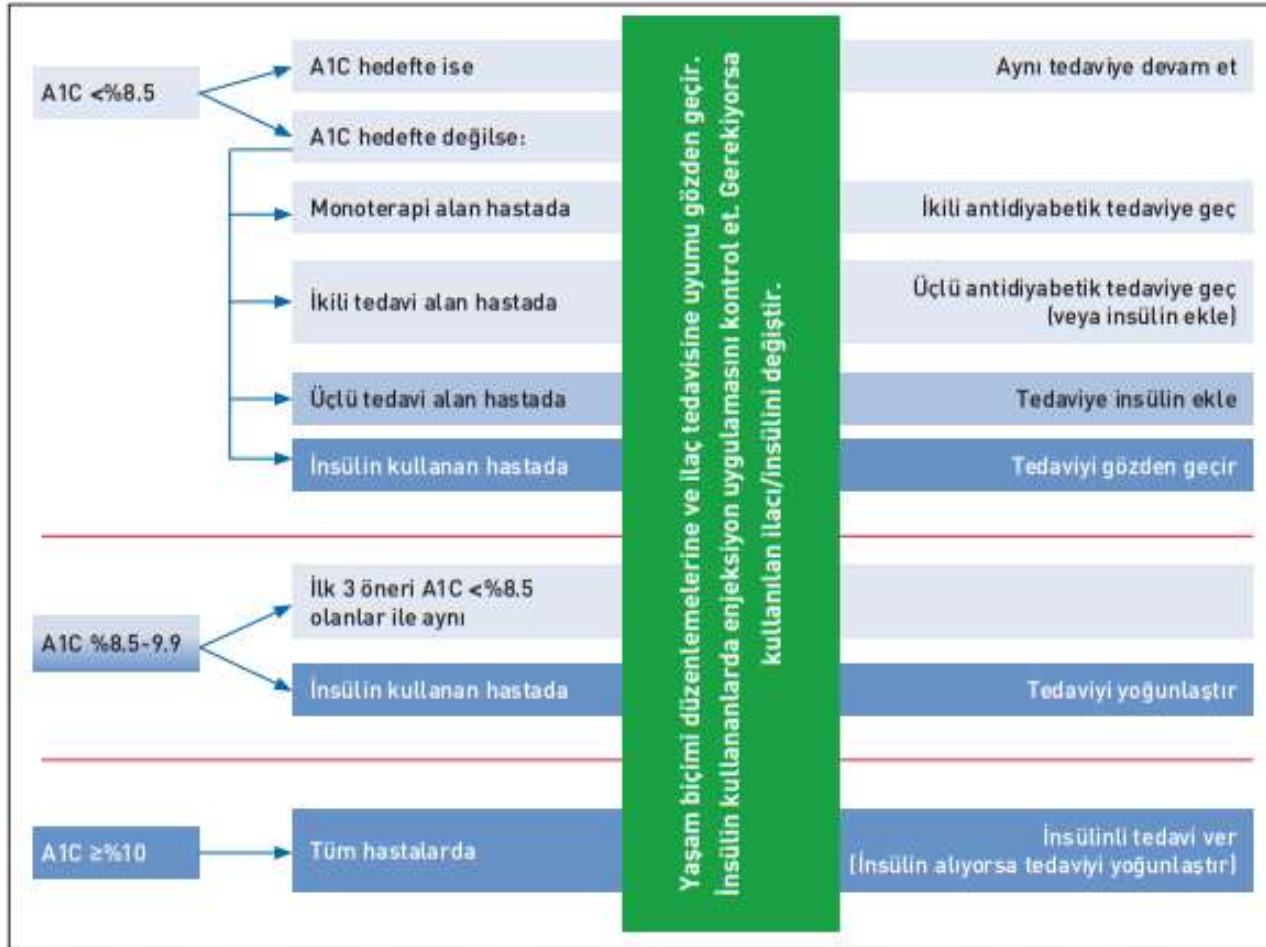 A1C <%8.5
A1C hedefte ise
Aynı tedaviye devam et
A1C hedefte değilse:
Monoterapi alan hastada
İkili antidiyabetik tedaviye geç
İkili tedavi alan hastada
Üçlü antidiyabetik tedaviye geç
(veya insülin ekle)
Üçlü tedavi alan hastada
Tedaviye insülin ekle
İnsülin kullanan hastada
Tedaviyi gözden geçir
Yaşam biçimi düzenlemelerine ve ilaç tedavisine uyumu gözden geçir.
İnsülin kullananlarda enjeksiyon uygulamasını kontrol et. Gerekiyorsa
kullanılan ilacı/insülini değiştir.
A1C %8.5-9.9
İlk 3 öneri A1C <%8.5
olanlar ile aynı
İnsülin kullanan hastada
Tedaviyi yoğunlaştır
A1C ≥%10
Tüm hastalarda
İnsülinli tedavi ver
(İnsülin alıyorsa tedaviyi yoğunlaştır)